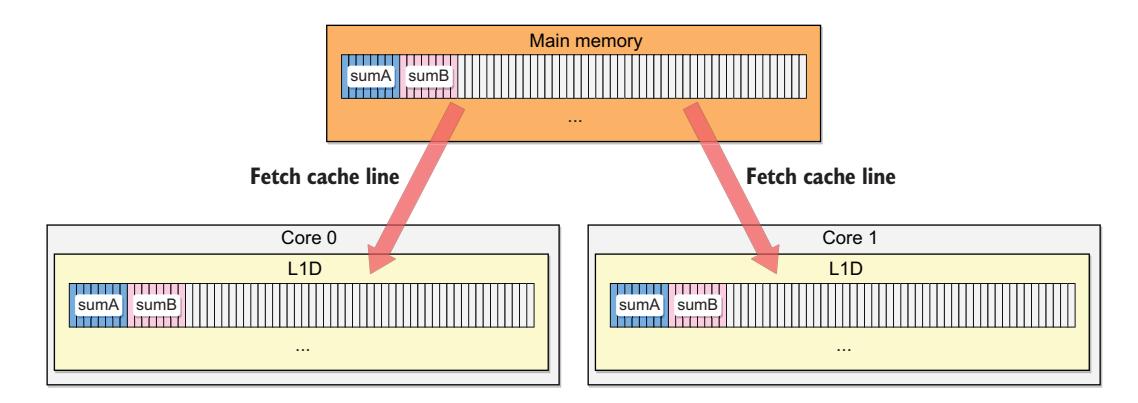 Main memory
sumA sumB
...
Fetch cache line Fetch cache line
Core 0 Core 1
L1D L1D
sumA sumB sumA sumB
... ...